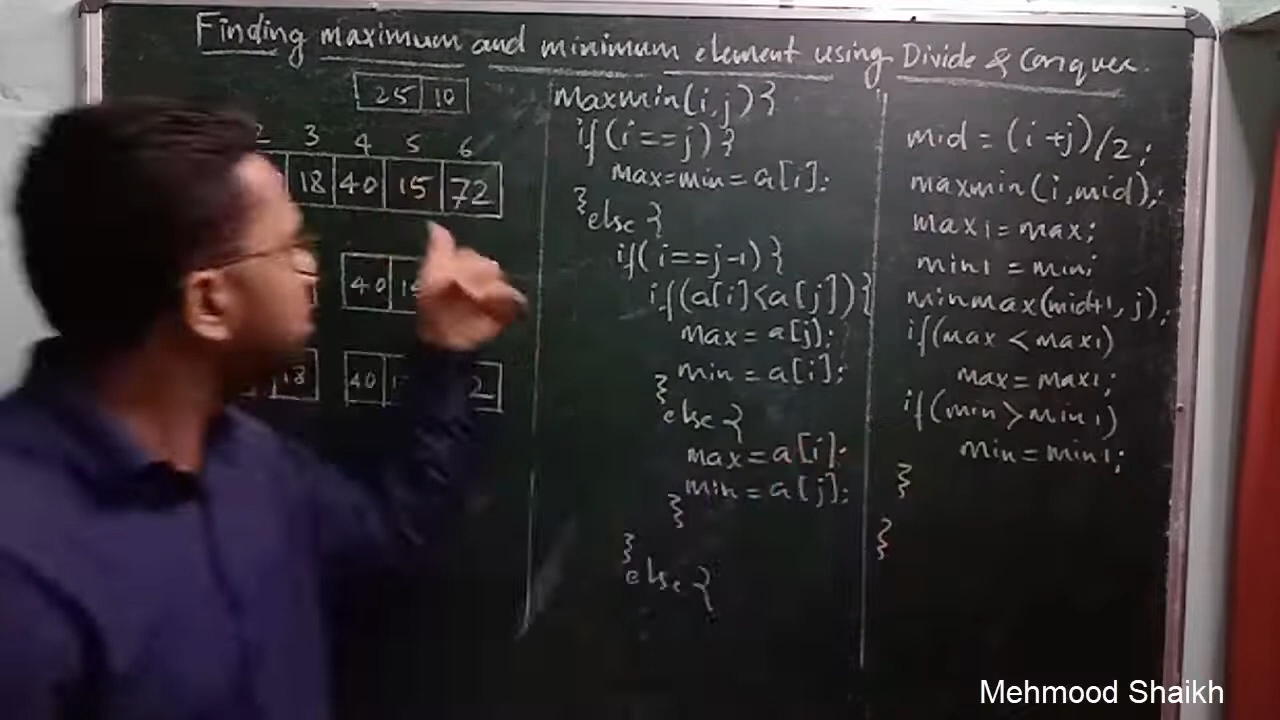 Finding maximum and minimum element using Divide & Conquer.
25 10
2 3 4 5 6
18 40 15 72
40
18 40
maxmin(i,j){
if(i==j){
max=min=a[i];
}else{
if(i==j-1){
if(a[i]<a[j]){
max=a[j];
min=a[i];
}
else{
max=a[i];
min=a[j];
}
}
else{
mid=(i+j)/2;
maxmin(i,mid);
max1=max;
min1=min;
minmax(mid+1,j);
if(max<max1)
max=max1;
if(min>min1)
min=min1;
}
}
Mehmood Shaikh